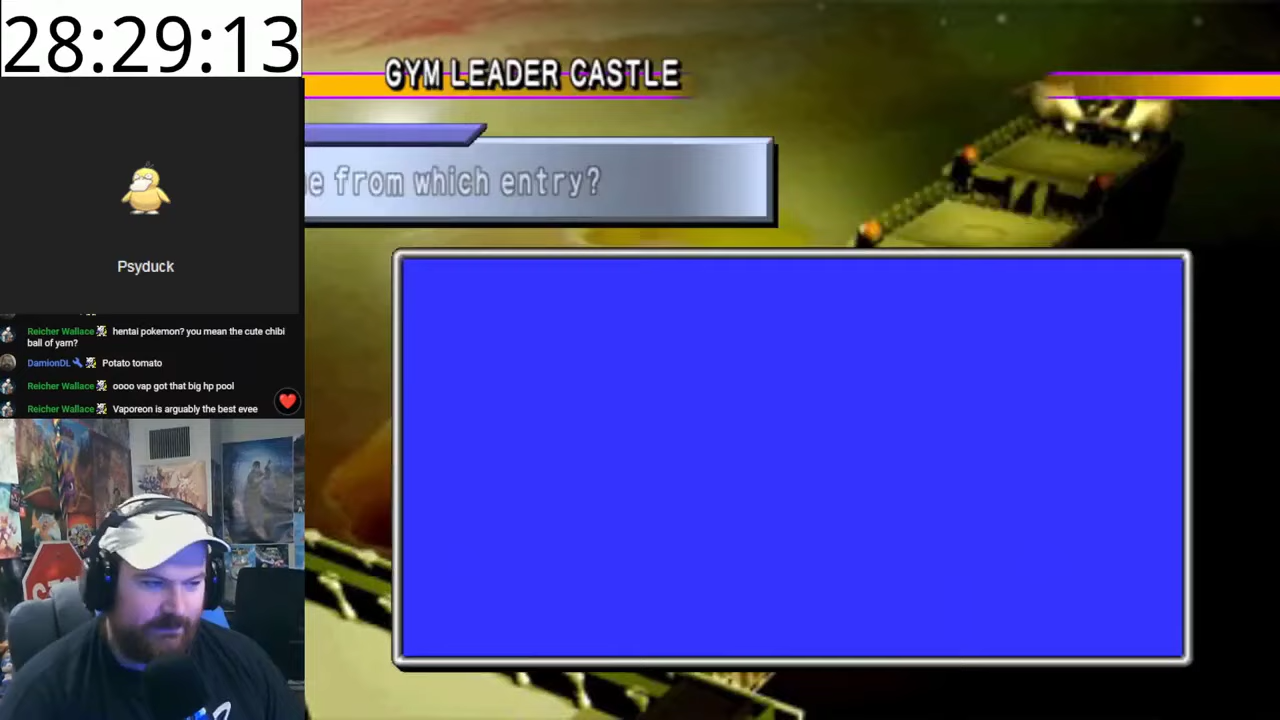 28:29:13
GYM LEADER CASTLE
e from which entry?
Psyduck
Reicher Wallace hentai pokemon? you mean the cute chibi
ball of yarn?
DamionDL Potato tomato
Reicher Wallace oooo vap got that big hp pool
Reicher Wallace Vaporeon is arguably the best evee